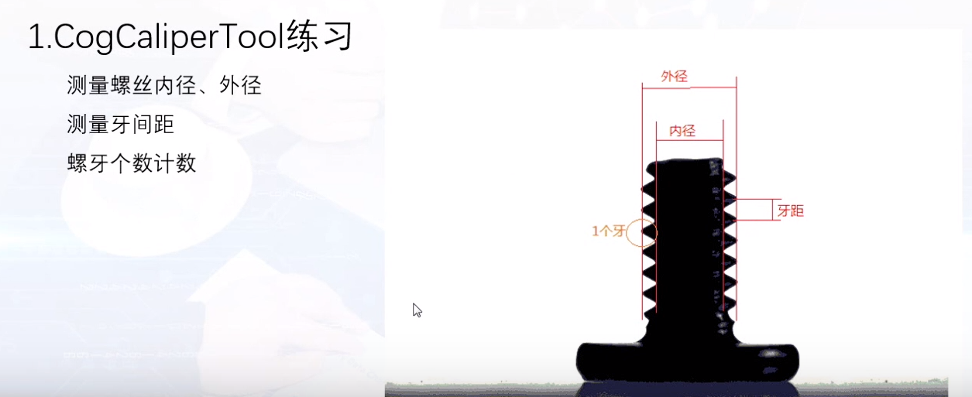 1.CogCaliperTool练习
测量螺丝内径、外径
测量牙间距
螺牙个数计数
外径
内径
牙距
1个牙